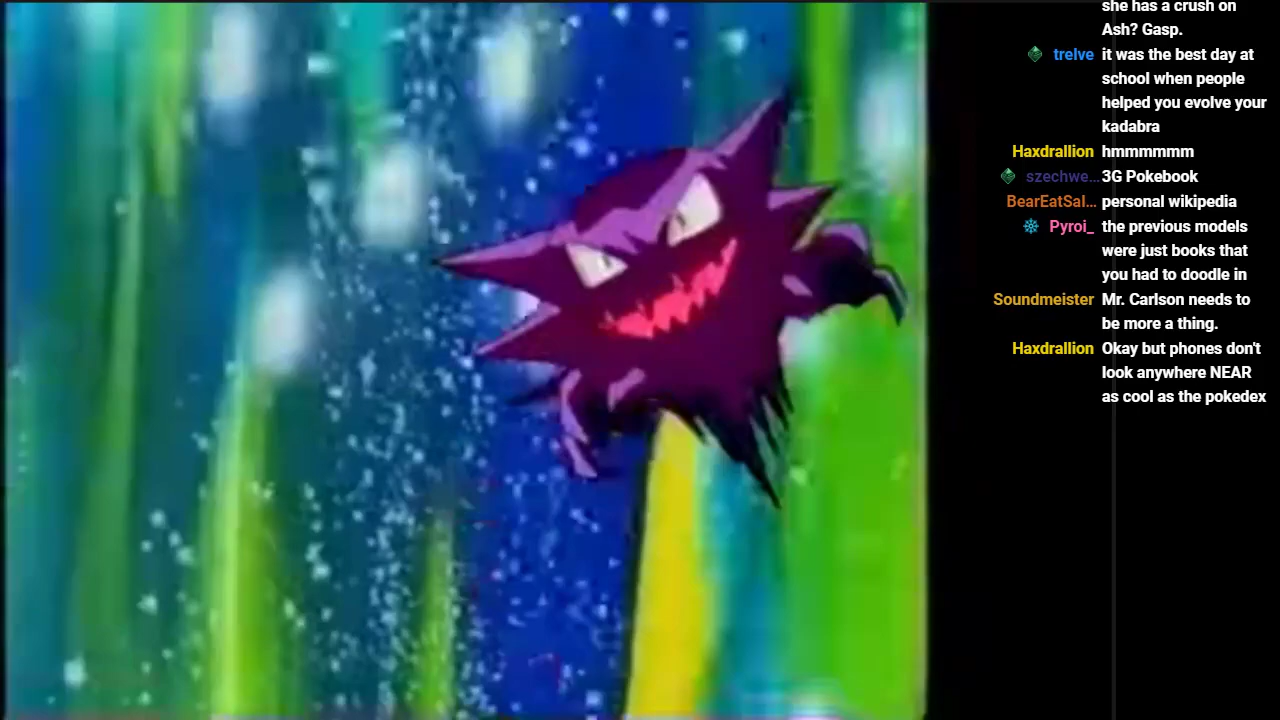 she has a crush on
Ash? Gasp.
trelve it was the best day at
school when people
helped you evolve your
kadabra
Haxdrallion hmmmmmm
szechwe... 3G Pokebook
BearEatSal... personal wikipedia
Pyroi_ the previous models
were just books that
you had to doodle in
Soundmeister Mr. Carlson needs to
be more a thing.
Haxdrallion Okay but phones don't
look anywhere NEAR
as cool as the pokedex